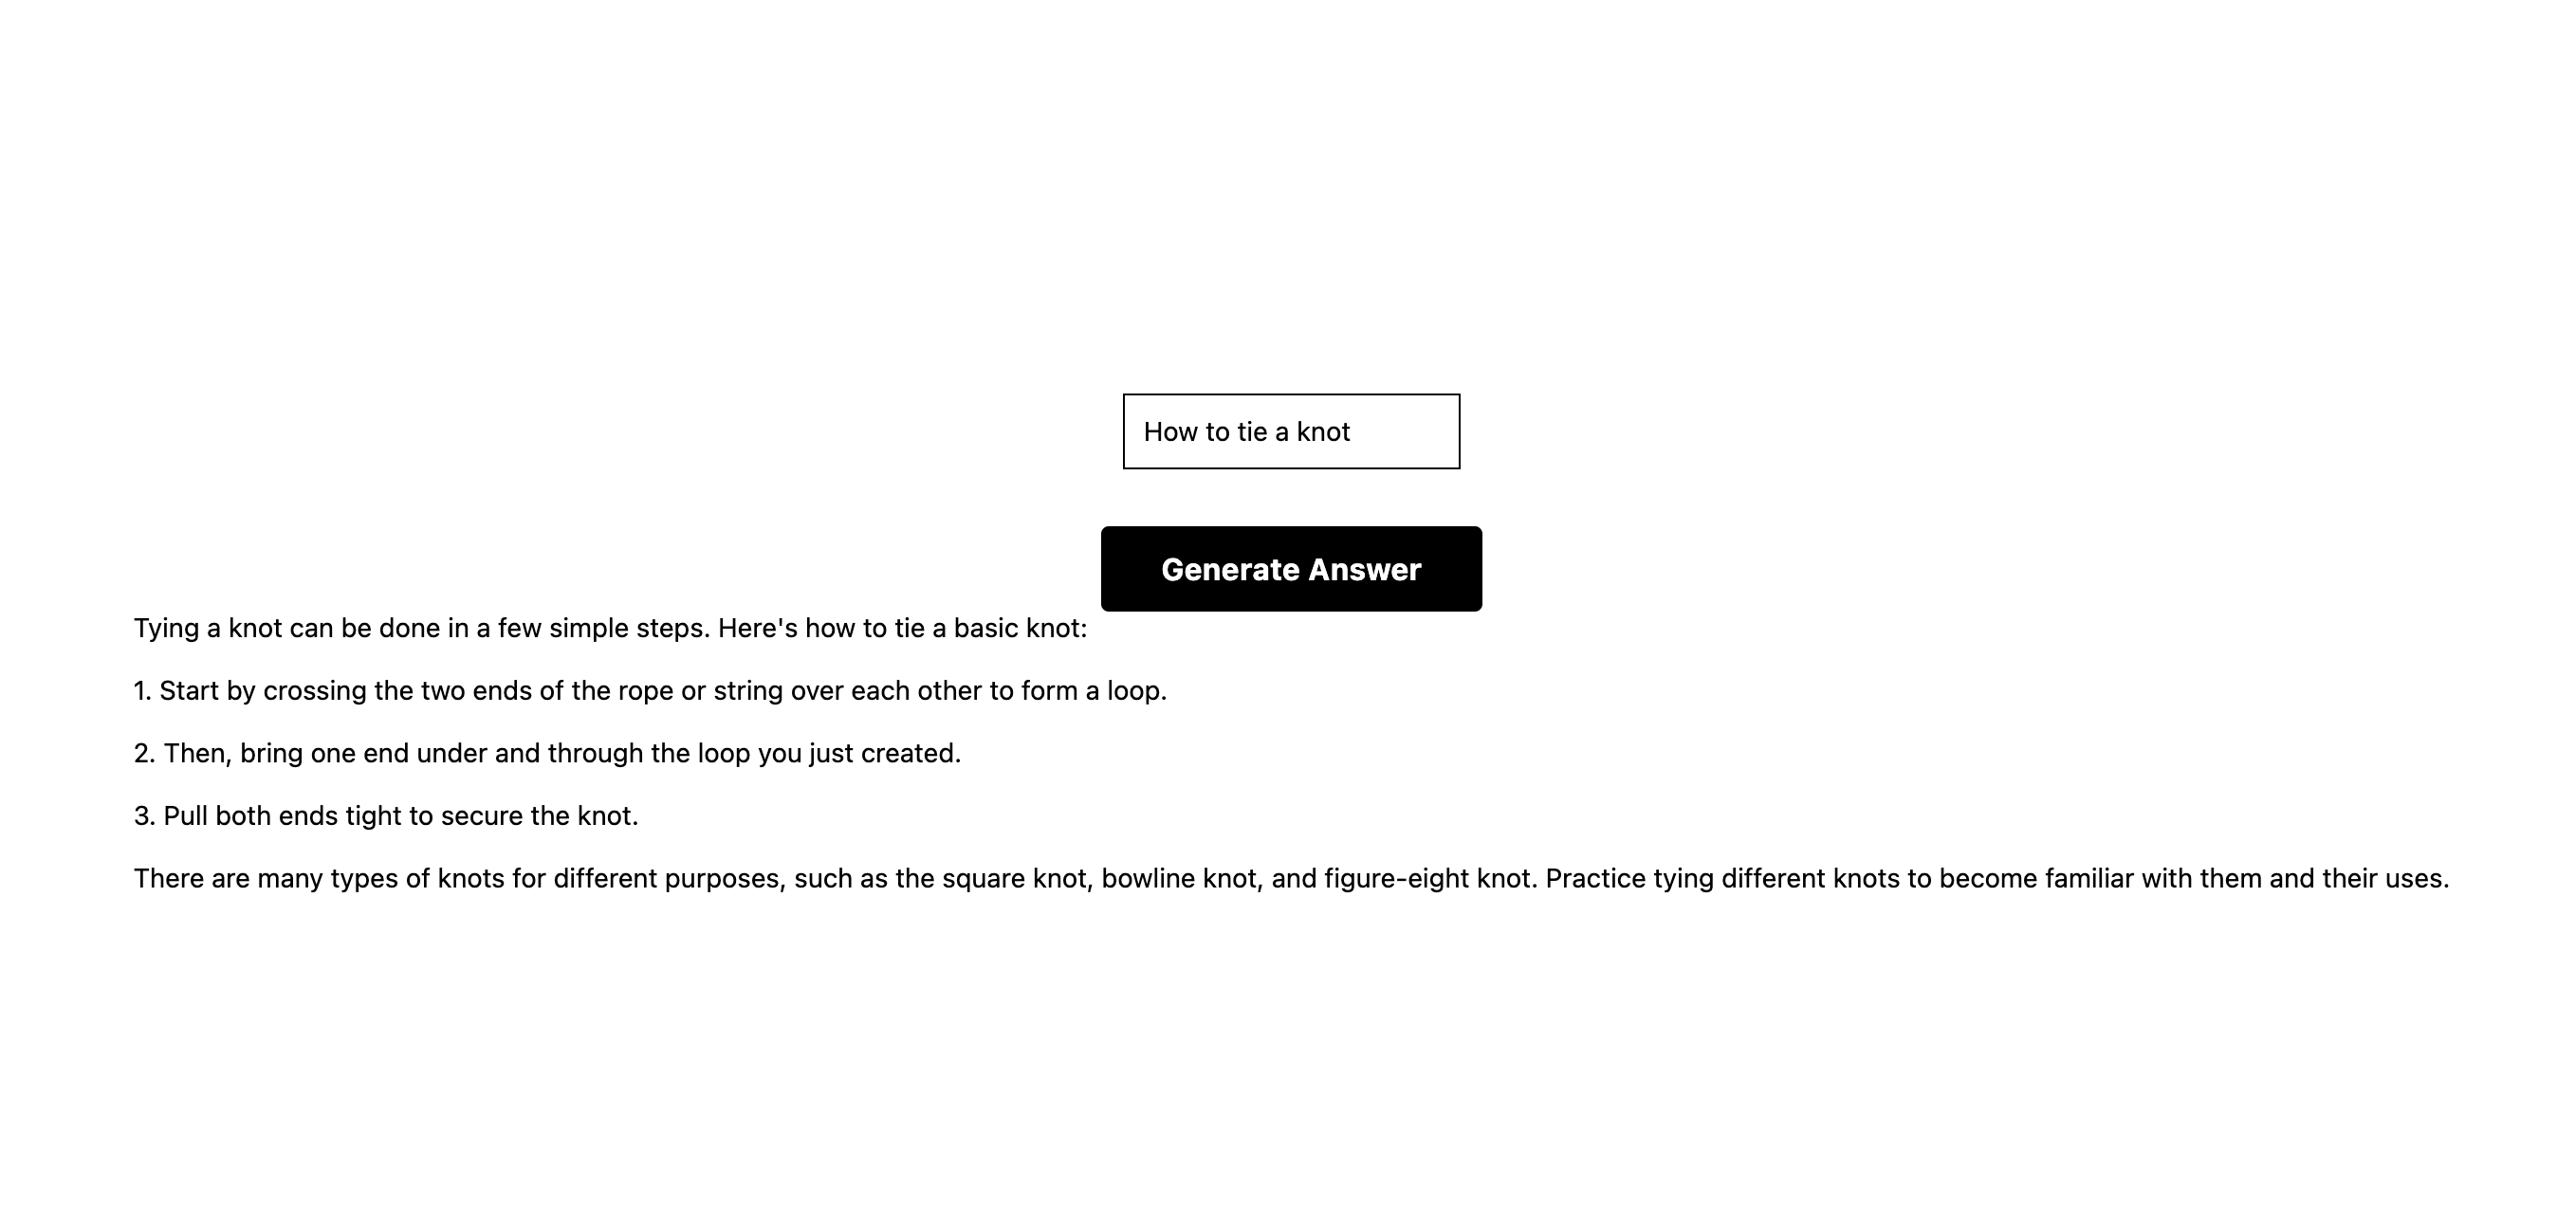 How to tie a knot
Generate Answer
Tying a knot can be done in a few simple steps. Here's how to tie a basic knot:
1. Start by crossing the two ends of the rope or string over each other to form a loop.
2. Then, bring one end under and through the loop you just created.
3. Pull both ends tight to secure the knot.
There are many types of knots for different purposes, such as the square knot, bowline knot, and figure-eight knot. Practice tying different knots to become familiar with them and their uses.